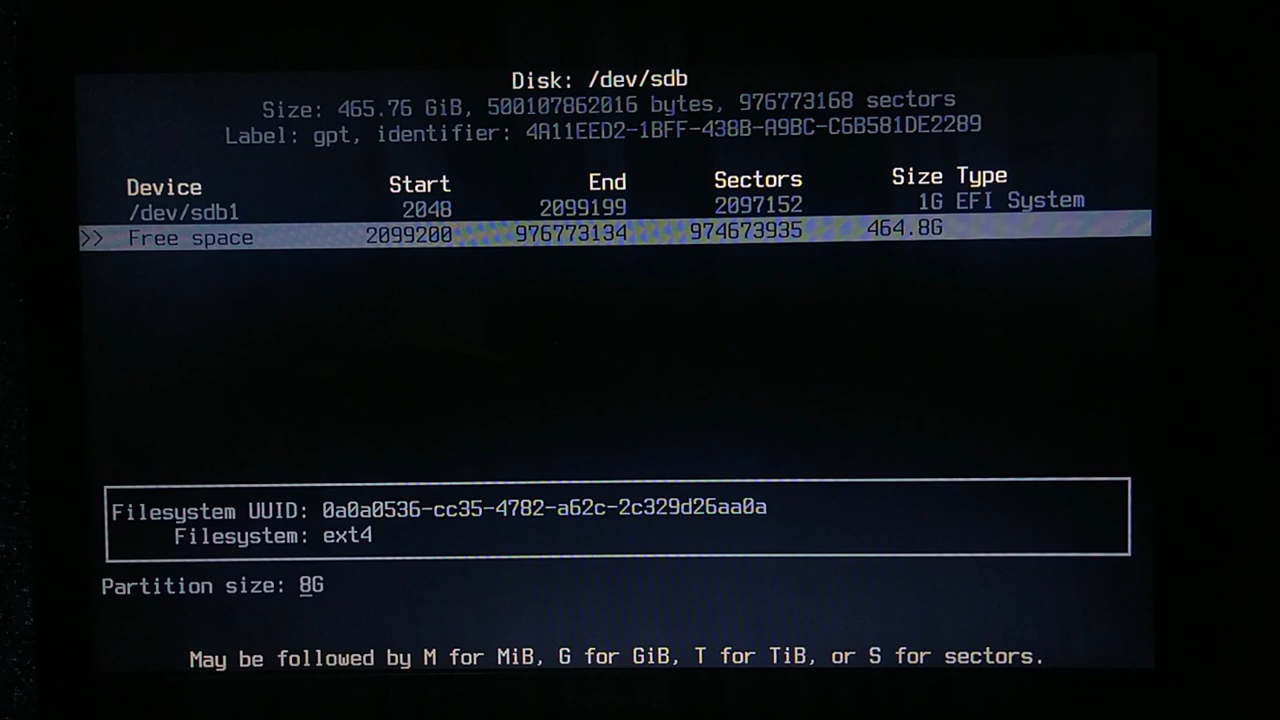 Disk: /dev/sdb
Size: 465.76 GiB, 500107862016 bytes, 976773168 sectors
Label: gpt, identifier: 4A11EED2-1BFF-438B-A9BC-C6B581DE2289
Device Start End Sectors Size Type
/dev/sdb1 2048 2099199 2097152 1G EFI System
>> Free space 2099200 976773134 974673935 464.8G
Filesystem UUID: 0a0a0536-cc35-4782-a62c-2c329d26aa0a
Filesystem: ext4
Partition size: 8G
May be followed by M for MiB, G for GiB, T for TiB, or S for sectors.